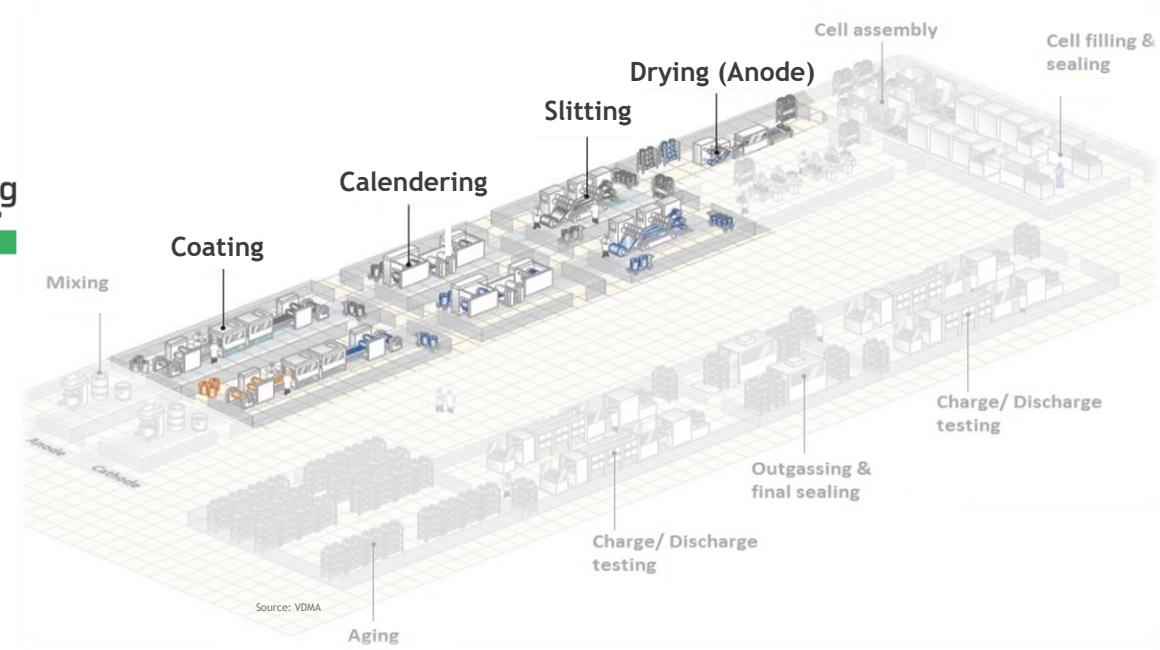 Cell assembly
Cell filling &
sealing
Drying (Anode)
Slitting
Calendering
Coating
Mixing
Anode
Cathode
Charge/ Discharge
testing
Outgassing &
final sealing
Charge/ Discharge
testing
Source: VDMA
Aging